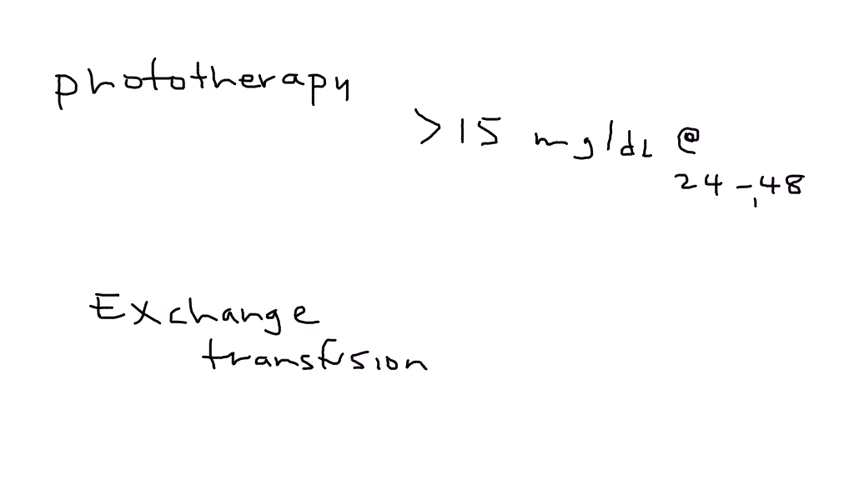 phototherapy
>15 mg/dL @
24-48
Exchange
transfusion